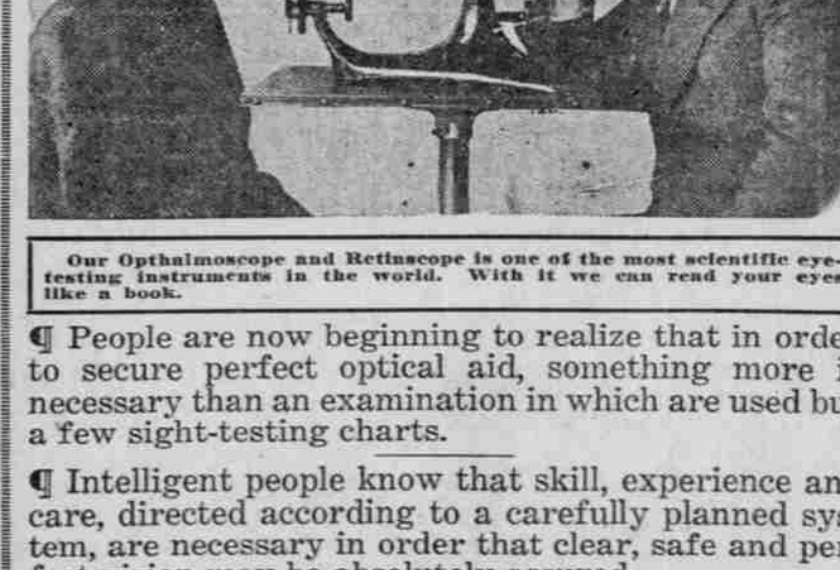 Our Opthalmoscope and Retinscope is one of the most scientific eye-
testing instruments in the world. With it we can read your eye
like a book.
¶ People are now beginning to realize that in orde
to secure perfect optical aid, something more
necessary than an examination in which are used bu
a few sight-testing charts.
¶ Intelligent people know that skill, experience an
care, directed according to a carefully planned sys
tem, are necessary in order that clear, safe and per